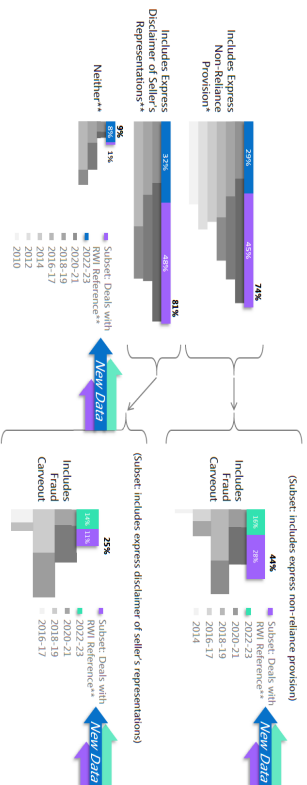 Includes Express
Non-Reliance
Provision*
29%
45%
74%
Includes Express
Disclaimer of Seller's
Representations**
32%
48%
81%
Neither**
8%
1%
9%
Subset: Deals with
RWI Reference**
2022-23
2020-21
2018-19
2016-17
2014
2012
2010
New Data
(Subset: includes express non-reliance provision)
Includes
Fraud
Carveout
16%
28%
44%
Subset: Deals with
RWI Reference**
2022-23
2020-21
2018-19
2016-17
2014
New Data
(Subset: includes express disclaimer of seller's representations)
Includes
Fraud
Carveout
14%
11%
25%
Subset: Deals with
RWI Reference**
2022-23
2020-21
2018-19
2016-17
New Data